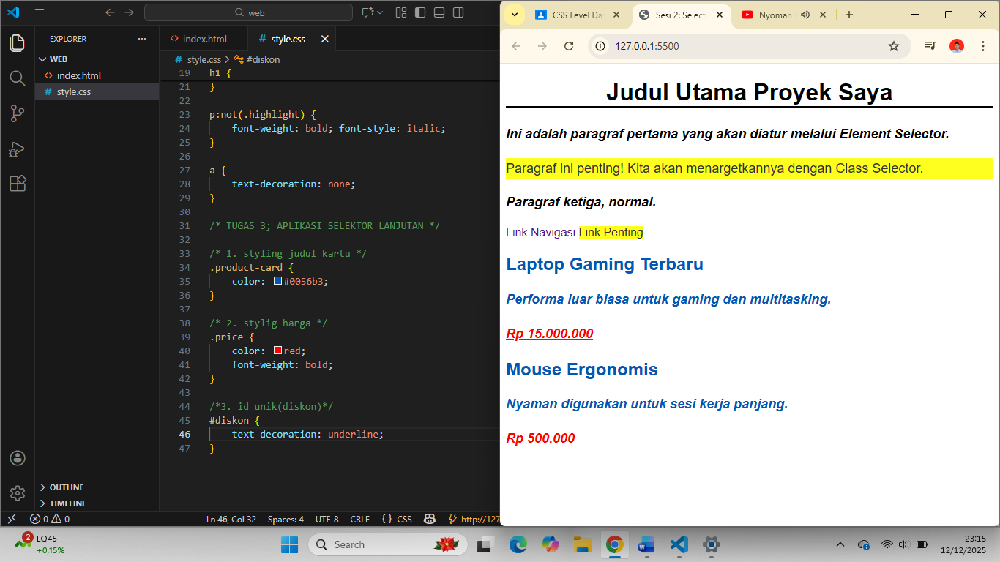 web
EXPLORER
WEB
index.html
style.css
OUTLINE
TIMELINE
index.html
style.css
style.css > #diskon
19 h1 {
21 }
22
23 p:not(.highlight) {
24 font-weight: bold; font-style: italic;
25 }
26
27 a {
28 text-decoration: none;
29 }
30
31 /* TUGAS 3; APLIKASI SELEKTOR LANJUTAN */
32
33 /* 1. styling judul kartu */
34 .product-card {
35 color: #0056b3;
36 }
37
38 /* 2. stylig harga */
39 .price {
40 color: red;
41 font-weight: bold;
42 }
43
44 /*3. id unik(diskon)*/
45 #diskon {
46 text-decoration: underline;
47 }
0 0 Ln 46, Col 32 Spaces: 4 UTF-8 CRLF { } CSS http://127
CSS Level Da
Sesi 2: Select
Nyoman
127.0.0.1:5500
Judul Utama Proyek Saya
Ini adalah paragraf pertama yang akan diatur melalui Element Selector.
Paragraf ini penting! Kita akan menargetkannya dengan Class Selector.
Paragraf ketiga, normal.
Link Navigasi Link Penting
Laptop Gaming Terbaru
Performa luar biasa untuk gaming dan multitasking.
Rp 15.000.000
Mouse Ergonomis
Nyaman digunakan untuk sesi kerja panjang.
Rp 500.000
2
LQ45
+0,15%
Search
23:15
12/12/2025